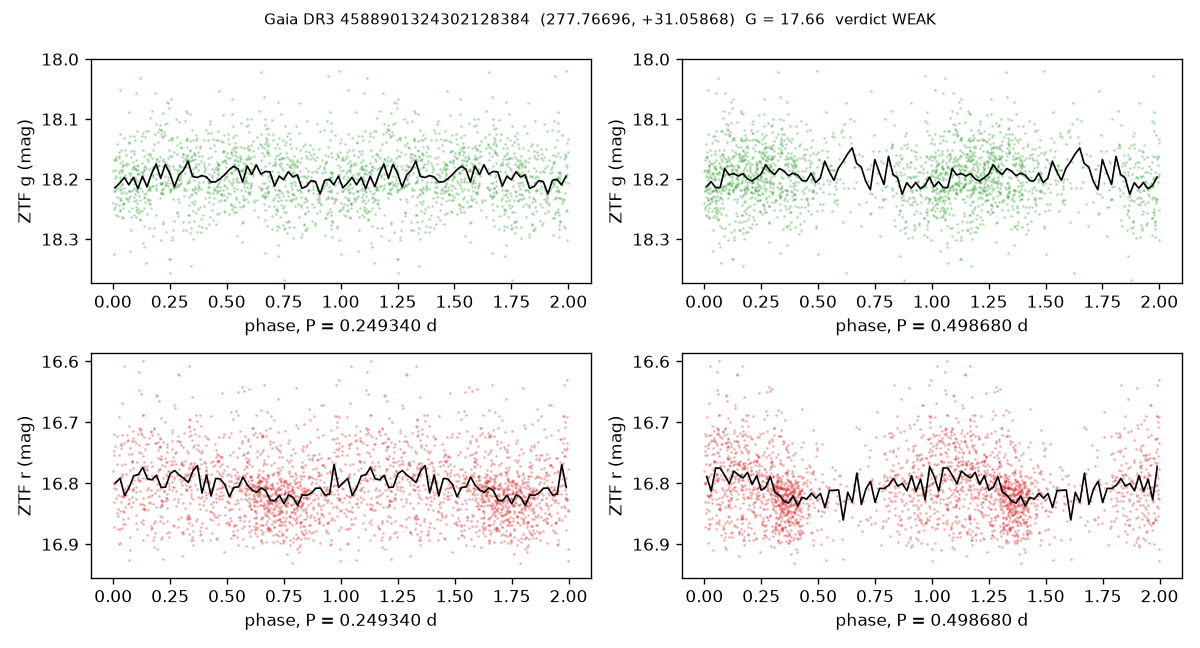 Gaia DR3 4588901324302128384 (277.76696, +31.05868) G = 17.66 verdict WEAK
18.0
18.1
18.2
18.3
ZTF g (mag)
0.00 0.25 0.50 0.75 1.00 1.25 1.50 1.75 2.00
phase, P = 0.249340 d
18.0
18.1
18.2
18.3
ZTF g (mag)
0.00 0.25 0.50 0.75 1.00 1.25 1.50 1.75 2.00
phase, P = 0.498680 d
16.6
16.7
16.8
16.9
ZTF r (mag)
0.00 0.25 0.50 0.75 1.00 1.25 1.50 1.75 2.00
phase, P = 0.249340 d
16.6
16.7
16.8
16.9
ZTF r (mag)
0.00 0.25 0.50 0.75 1.00 1.25 1.50 1.75 2.00
phase, P = 0.498680 d